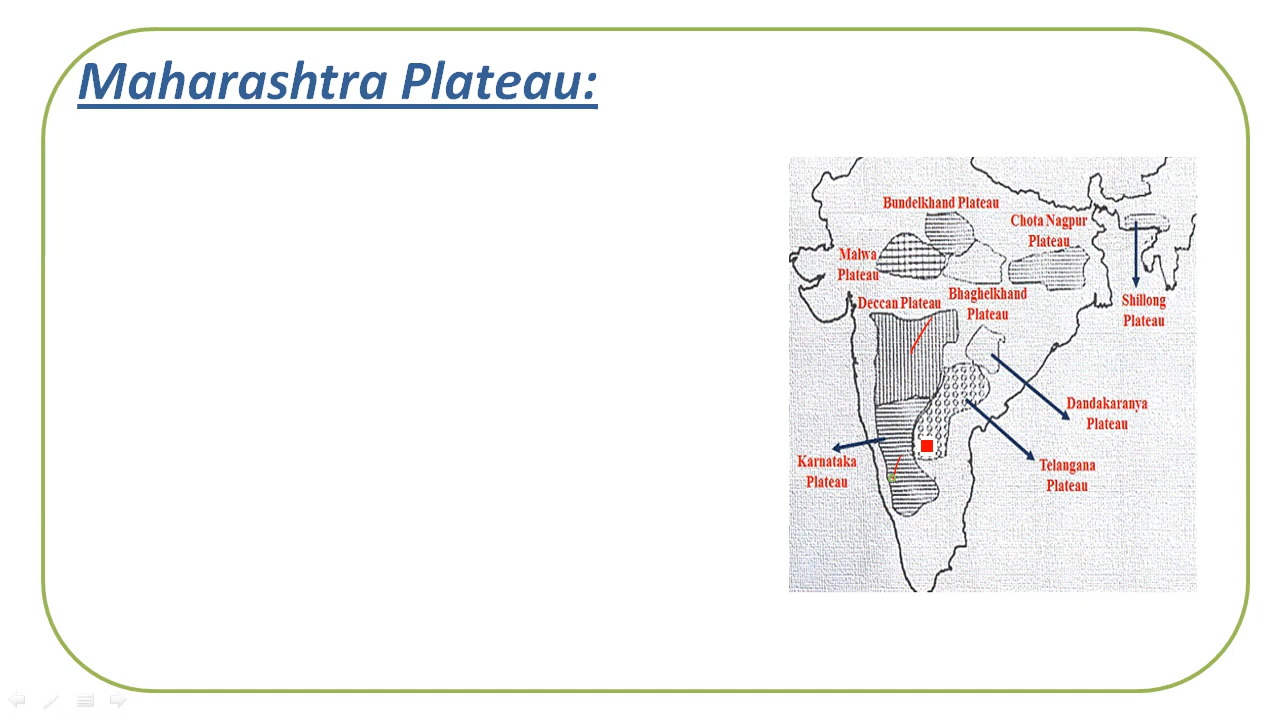 Maharashtra Plateau:
Bundelkhand Plateau
Chota Nagpur
Plateau
Malwa
Plateau
Deccan Plateau
Bhaghelkhand
Plateau
Shillong
Plateau
Dandakaranya
Plateau
Karnataka
Plateau
Telangana
Plateau